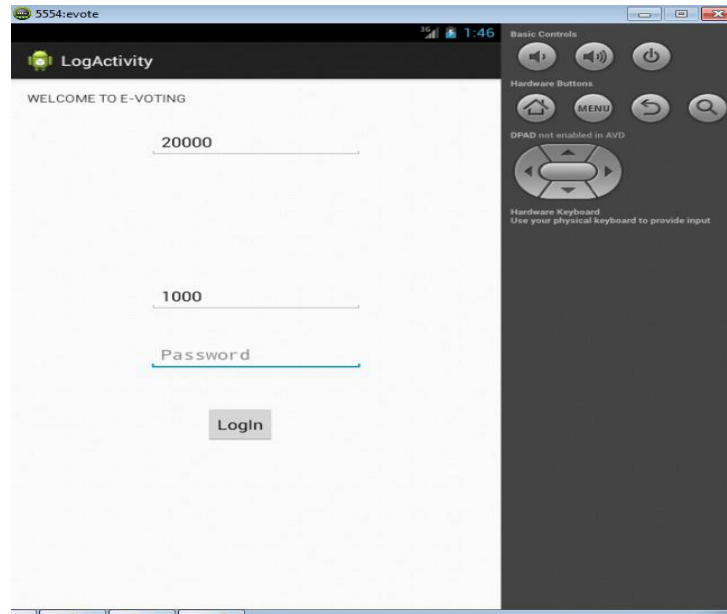 5554:evote
3G 1:46
LogActivity
WELCOME TO E-VOTING
20000
1000
Password
LogIn
Basic Controls
Hardware Buttons
MENU
DPAD not enabled in AVD
Hardware Keyboard
Use your physical keyboard to provide input